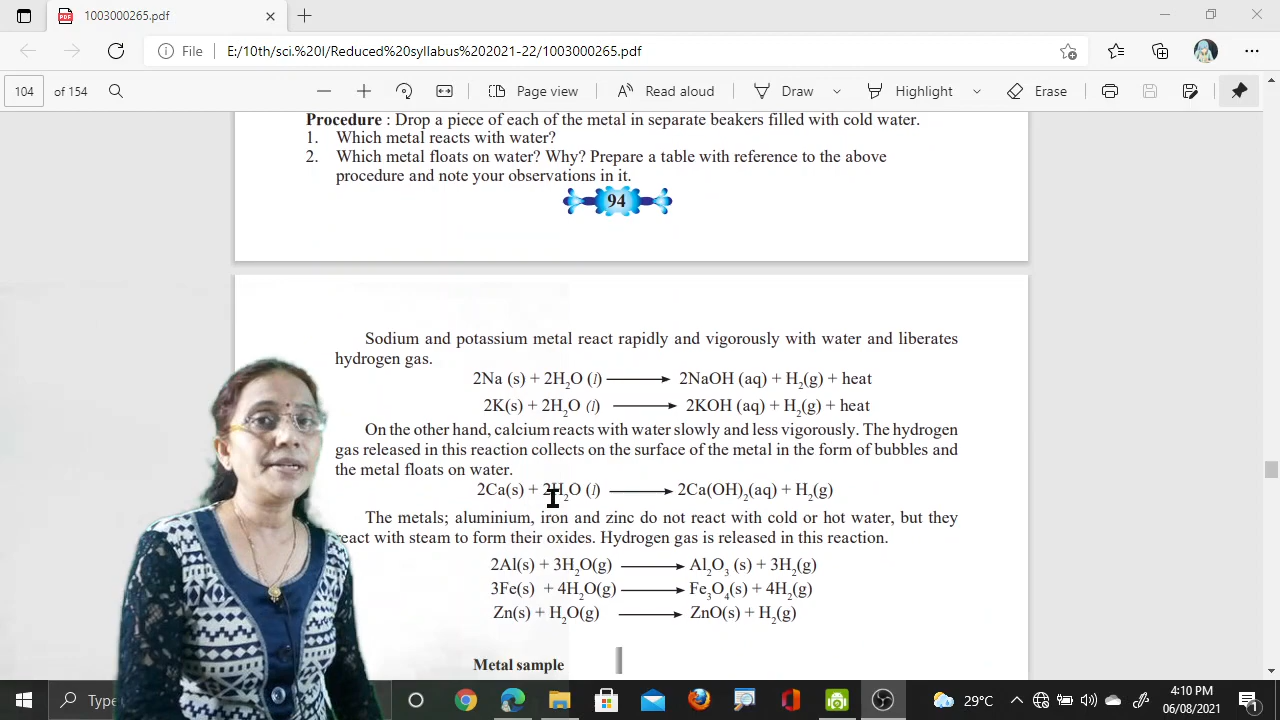 1003000265.pdf
File E:/10th/sci.%20I/Reduced%20syllabus%202021-22/1003000265.pdf
104 of 154 Page view Read aloud Draw Highlight Erase
Procedure : Drop a piece of each of the metal in separate beakers filled with cold water.
1. Which metal reacts with water?
2. Which metal floats on water? Why? Prepare a table with reference to the above
procedure and note your observations in it.
94
Sodium and potassium metal react rapidly and vigorously with water and liberates
hydrogen gas.
2Na (s) + 2H₂O (l) → 2NaOH (aq) + H₂(g) + heat
2K(s) + 2H₂O (l) → 2KOH (aq) + H₂(g) + heat
On the other hand, calcium reacts with water slowly and less vigorously. The hydrogen
gas released in this reaction collects on the surface of the metal in the form of bubbles and
the metal floats on water.
2Ca(s) + 2H₂O (l) → 2Ca(OH)₂(aq) + H₂(g)
The metals; aluminium, iron and zinc do not react with cold or hot water, but they
react with steam to form their oxides. Hydrogen gas is released in this reaction.
2Al(s) + 3H₂O(g) → Al₂O₃ (s) + 3H₂(g)
3Fe(s) + 4H₂O(g) → Fe₃O₄(s) + 4H₂(g)
Zn(s) + H₂O(g) → ZnO(s) + H₂(g)
Metal sample
Type
29°C
4:10 PM
06/08/2021
1